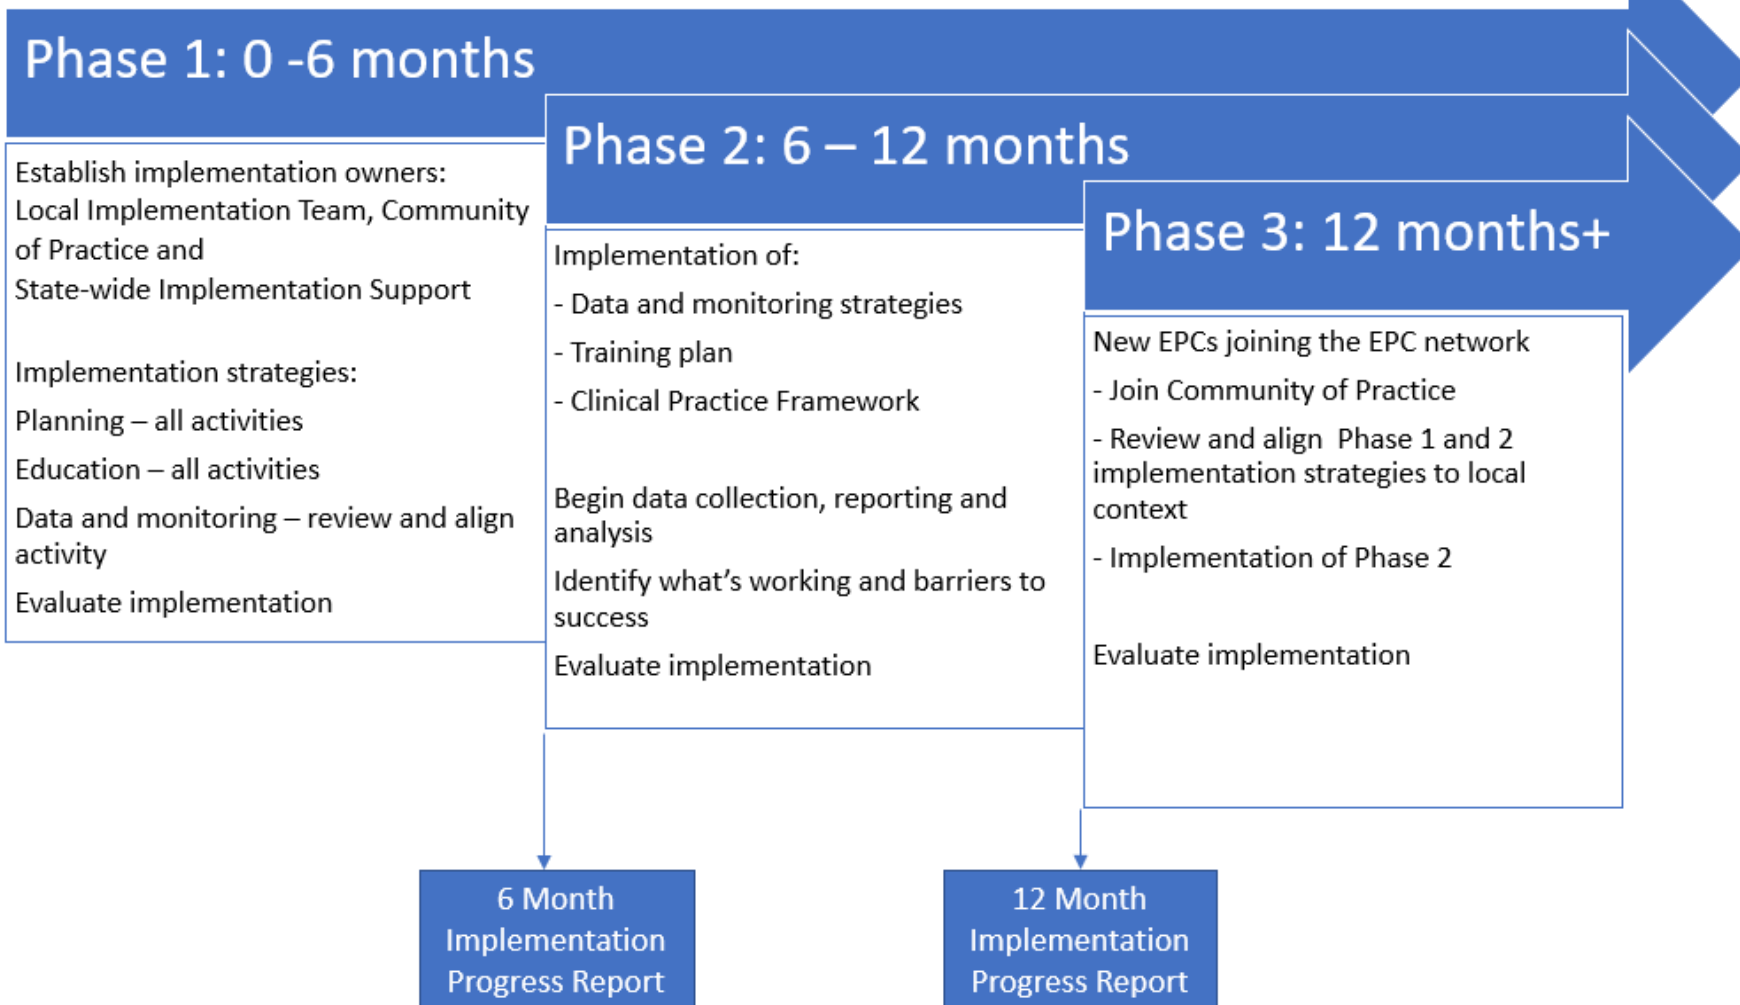 Phase 1: 0 -6 months
Establish implementation owners:
Local Implementation Team, Community
of Practice and
State-wide Implementation Support
Implementation strategies:
Planning – all activities
Education – all activities
Data and monitoring – review and align
activity
Evaluate implementation
Phase 2: 6 – 12 months
Implementation of:
- Data and monitoring strategies
- Training plan
- Clinical Practice Framework
Begin data collection, reporting and
analysis
Identify what’s working and barriers to
success
Evaluate implementation
Phase 3: 12 months+
New EPCs joining the EPC network
- Join Community of Practice
- Review and align  Phase 1 and 2
implementation strategies to local
context
- Implementation of Phase 2
Evaluate implementation
6 Month
Implementation
Progress Report
12 Month
Implementation
Progress Report